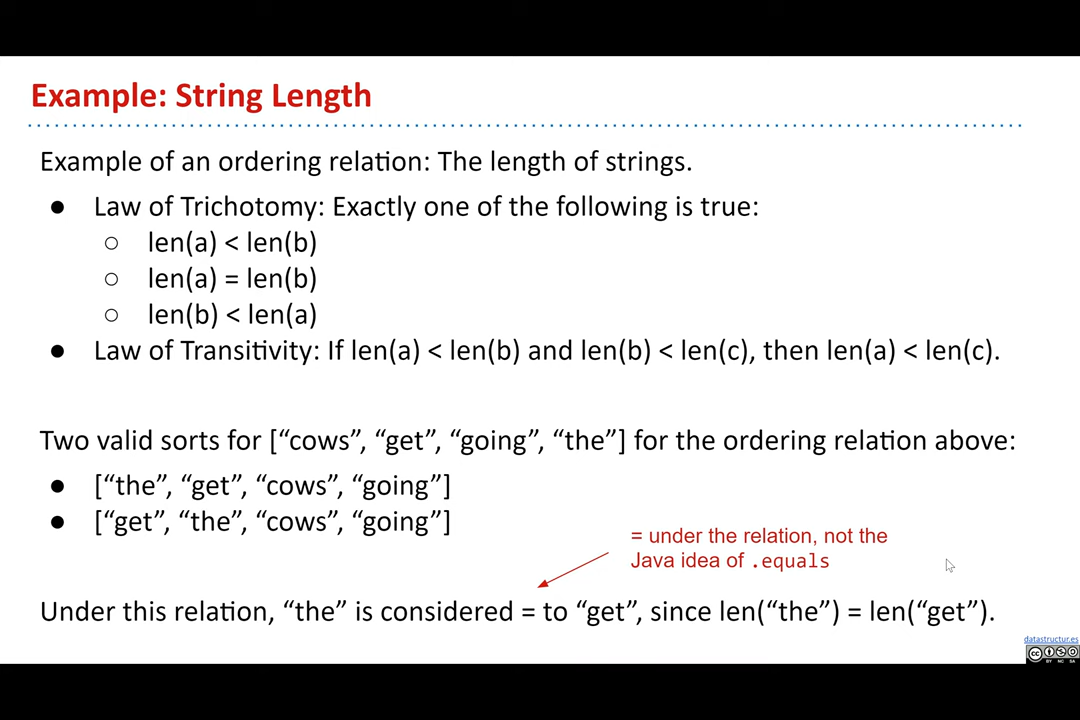 Example: String Length
Example of an ordering relation: The length of strings.
● Law of Trichotomy: Exactly one of the following is true:
○ len(a) < len(b)
○ len(a) = len(b)
○ len(b) < len(a)
● Law of Transitivity: If len(a) < len(b) and len(b) < len(c), then len(a) < len(c).
Two valid sorts for [“cows”, “get”, “going”, “the”] for the ordering relation above:
● [“the”, “get”, “cows”, “going”]
● [“get”, “the”, “cows”, “going”]
= under the relation, not the
Java idea of .equals
Under this relation, “the” is considered = to “get”, since len(“the”) = len(“get”).
datastructur.es
cc
BY NC SA